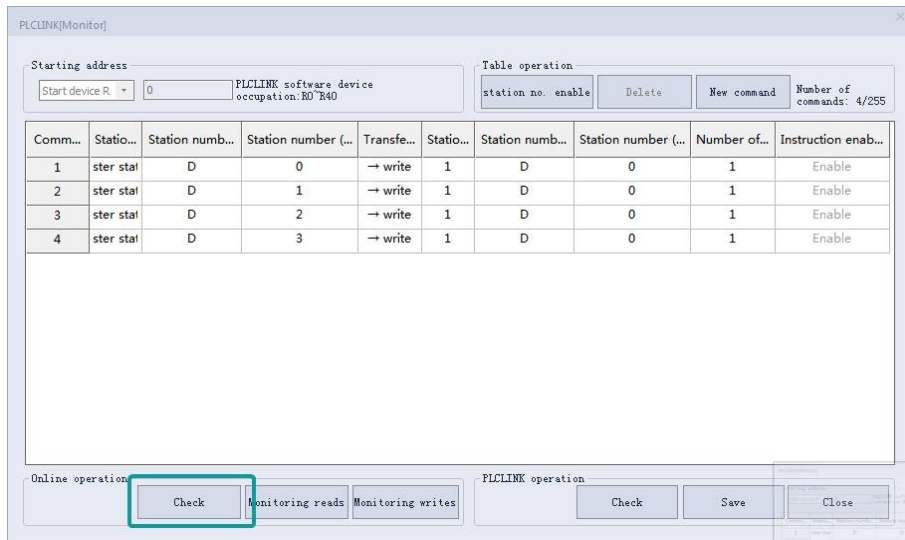 PLCLINK[Monitor]
Starting address
Start device R 0 PLCLINK software device occupation:R0~R40
Table operation
station no. enable Delete New command Number of commands: 4/255
Comm... Statio... Station numb... Station number (... Transfe... Statio... Station numb... Station number (... Number of... Instruction enab...
1 ster stat D 0 → write 1 D 0 1 Enable
2 ster stat D 1 → write 1 D 0 1 Enable
3 ster stat D 2 → write 1 D 0 1 Enable
4 ster stat D 3 → write 1 D 0 1 Enable
Online operation
Check Monitoring reads Monitoring writes
PLCLINK operation
Check Save Close